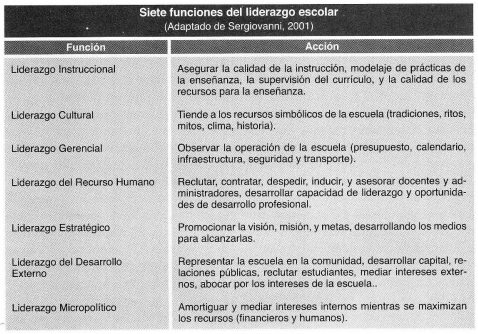 Siete funciones del liderazgo escolar
(Adaptado de Sergiovanni, 2001)
Función Acción
Liderazgo Instruccional Asegurar la calidad de la instrucción, modelaje de prácticas de
la enseñanza, la supervisión del currículo, y la calidad de los
recursos para la enseñanza.
Liderazgo Cultural Tiende a los recursos simbólicos de la escuela (tradiciones, ritos,
mitos, clima, historia).
Liderazgo Gerencial Observar la operación de la escuela (presupuesto, calendario,
infraestructura, seguridad y transporte).
Liderazgo del Recurso Humano Reclutar, contratar, despedir, inducir, y asesorar docentes y ad-
ministradores, desarrollar capacidad de liderazgo y oportunida-
des de desarrollo profesional.
Liderazgo Estratégico Promocionar la visión, misión, y metas, desarrollando los medios
para alcanzarlas.
Liderazgo del Desarrollo Representar la escuela en la comunidad, desarrollar capital, re-
Externo laciones públicas, reclutar estudiantes, mediar intereses exter-
nos, abocar por los intereses de la escuela..
Liderazgo Micropolítico Amortiguar y mediar intereses internos mientras se maximizan
los recursos (financieros y humanos).